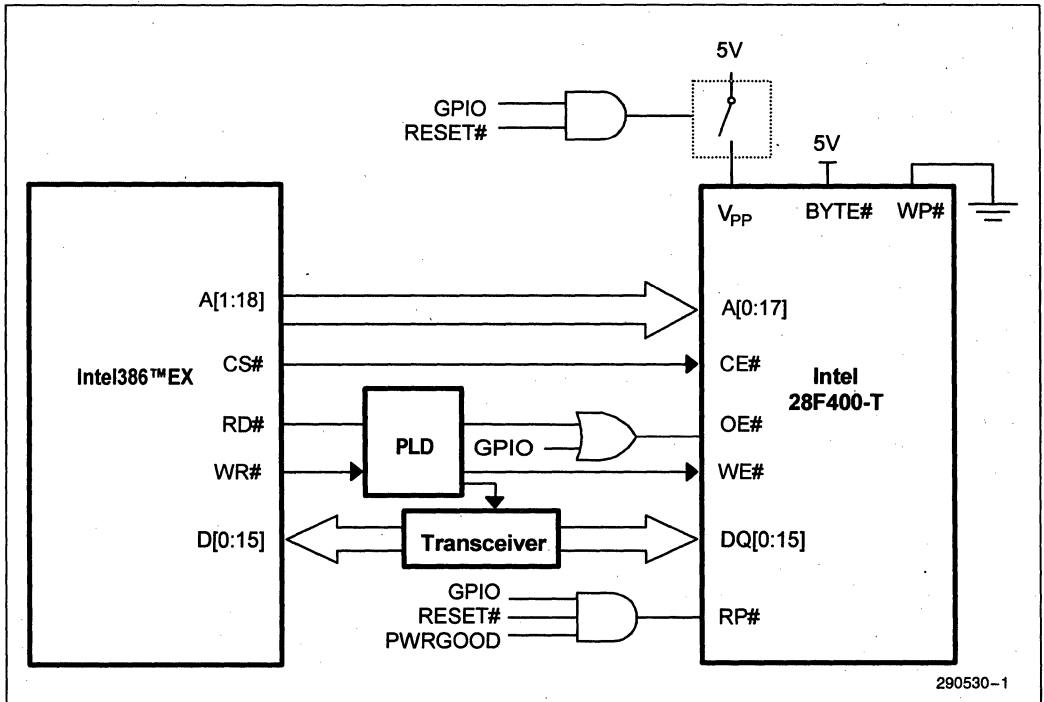 5V
GPIO
RESET#
5V
V_PP
BYTE#
WP#
A[1:18]
A[0:17]
CS#
CE#
Intel386™EX
Intel
28F400-T
RD#
PLD
GPIO
OE#
WR#
WE#
D[0:15]
Transceiver
DQ[0:15]
GPIO
RESET#
PWRGOOD
RP#
290530-1